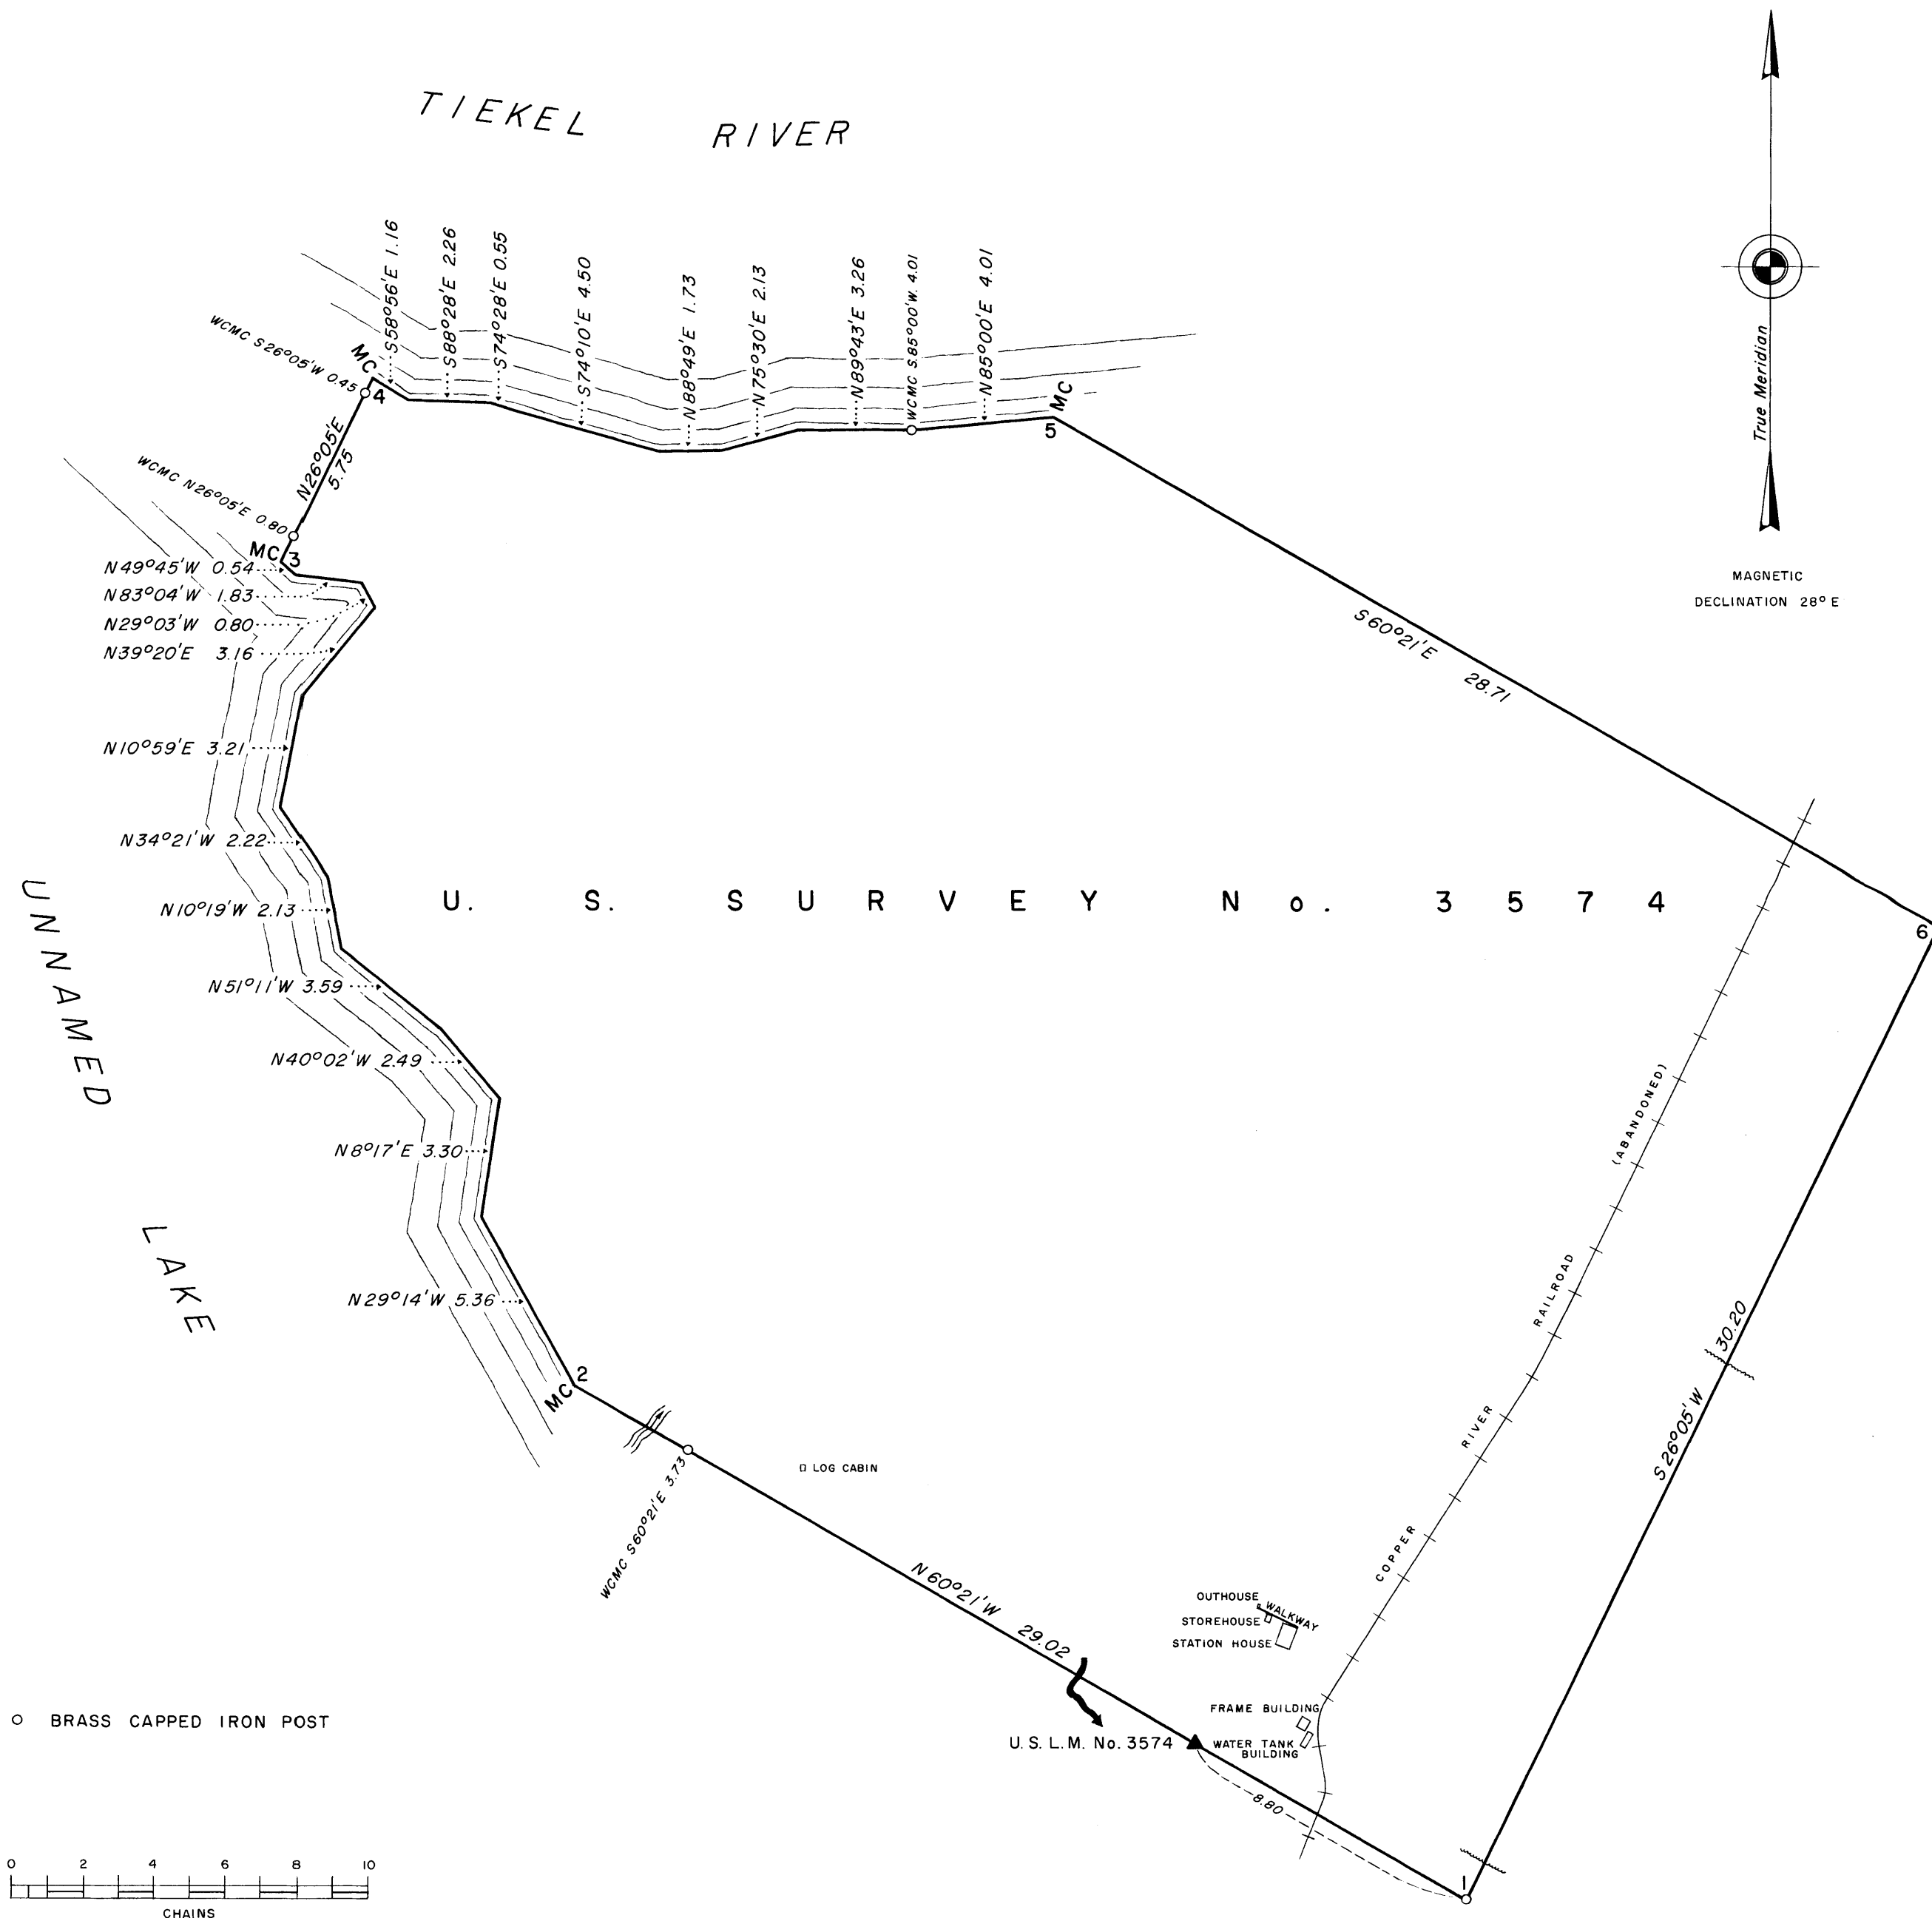 TIEKEL RIVER
S58°56'E 1.16
S88°28'E 2.26
S74°28'E 0.55
S74°10'E 4.50
N88°49'E 1.73
N75°30'E 2.13
N89°43'E 3.26
WCMC S.85°00'W. 4.01
N85°00'E 4.01
WCMC S26°05'W 0.45
MC
4
MC
5
N26°05'E
5.75
WCMC N26°05'E 0.80
MC
3
N49°45'W 0.54
N83°04'W 1.83
N29°03'W 0.80
N39°20'E 3.16
N10°59'E 3.21
N34°21'W 2.22
N10°19'W 2.13
N51°11'W 3.59
N40°02'W 2.49
N8°17'E 3.30
N29°14'W 5.36
UNNAMED
LAKE
True Meridian
MAGNETIC
DECLINATION 28° E
S60°21'E 28.71
U. S. SURVEY No. 3574
6
(ABANDONED)
RAILROAD
RIVER
COPPER
30.20
S26°05'W
2
MC
WCMC S60°21'E 3.73
LOG CABIN
N60°21'W 29.02
OUTHOUSE
WALKWAY
STOREHOUSE
STATION HOUSE
FRAME BUILDING
U.S.L.M. No. 3574
WATER TANK
BUILDING
8.80
1
BRASS CAPPED IRON POST
0 2 4 6 8 10
CHAINS